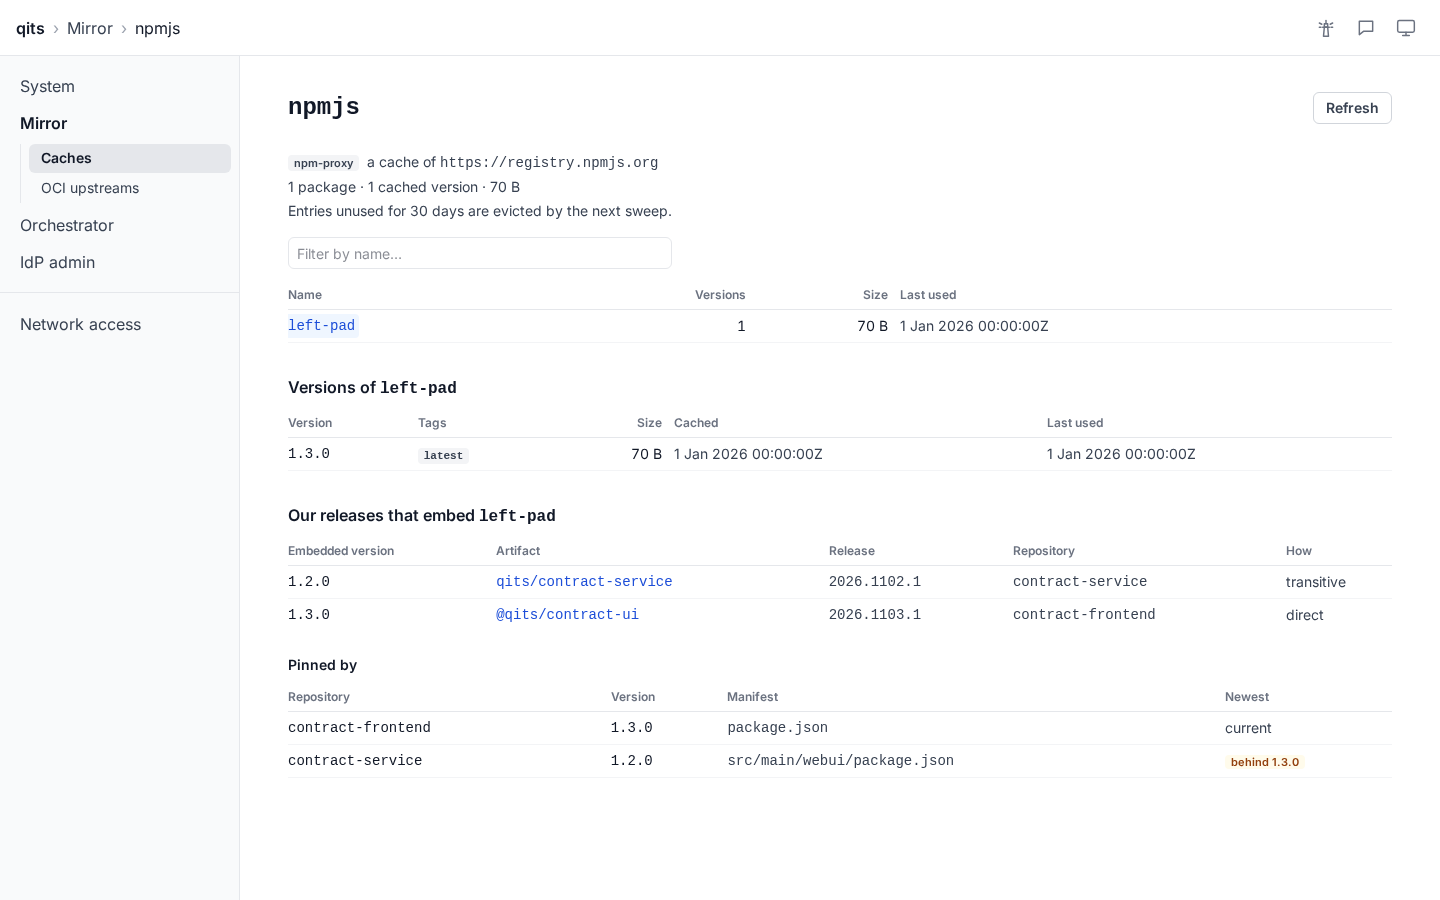 qits › Mirror › npmjs
System
Mirror
Caches
OCI upstreams
Orchestrator
IdP admin
Network access
npmjs
Refresh
npm-proxy a cache of https://registry.npmjs.org
1 package · 1 cached version · 70 B
Entries unused for 30 days are evicted by the next sweep.
Filter by name...
Name Versions Size Last used
left-pad 1 70 B 1 Jan 2026 00:00:00Z
Versions of left-pad
Version Tags Size Cached Last used
1.3.0 latest 70 B 1 Jan 2026 00:00:00Z 1 Jan 2026 00:00:00Z
Our releases that embed left-pad
Embedded version Artifact Release Repository How
1.2.0 qits/contract-service 2026.1102.1 contract-service transitive
1.3.0 @qits/contract-ui 2026.1103.1 contract-frontend direct
Pinned by
Repository Version Manifest Newest
contract-frontend 1.3.0 package.json current
contract-service 1.2.0 src/main/webui/package.json behind 1.3.0